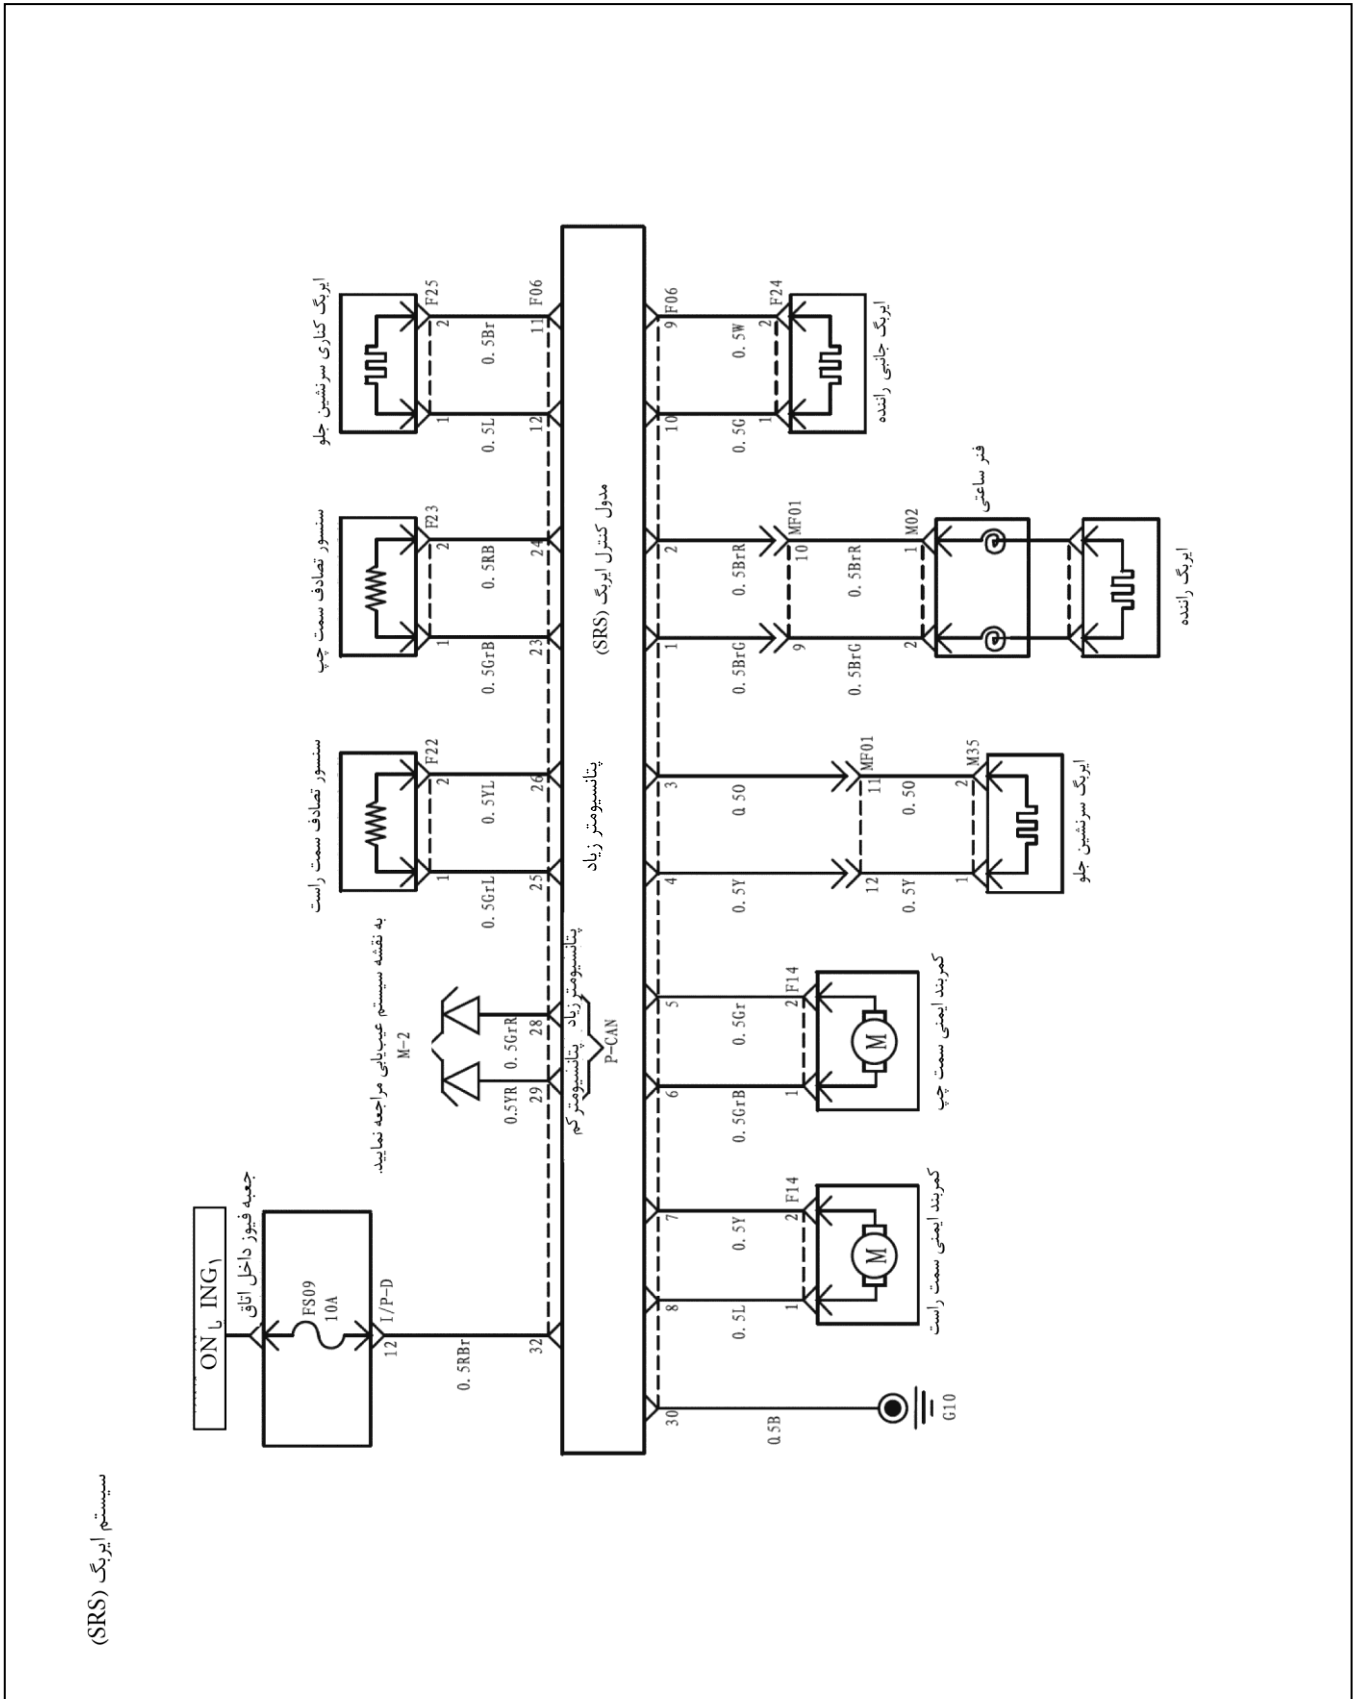 سیستم ایربگ (SRS)
ON یا ING
جعبه فیوز داخل اتاق
FS09
10A
I/P-D
12
0.5RBr
32
به نقشه سیستم عیب‌یابی مراجعه نمایید.
M-2
0.5YR
0.5GrR
29
28
پتانسیومتر کم
پتانسیومتر زیاد
P-CAN
سنسور تصادف سمت راست
F22
1
2
0.5GrL
0.5YL
25
26
سنسور تصادف سمت چپ
F23
1
2
0.5GrB
0.5RB
23
24
ایربگ کناری سرنشین جلو
F25
1
2
0.5L
0.5Br
12
11
F06
پتانسیومتر زیاد
مدول کنترل ایربگ (SRS)
30
0.5B
G10
8
7
0.5L
0.5Y
1
2
F14
کمربند ایمنی سمت راست
6
5
0.5GrB
0.5Gr
1
2
F14
کمربند ایمنی سمت چپ
4
3
0.5Y
0.5O
12
11
MF01
0.5Y
0.5O
1
2
M35
ایربگ سرنشین جلو
1
2
0.5BrG
0.5BrR
9
10
MF01
0.5BrG
0.5BrR
2
1
M02
فنر ساعتی
ایربگ راننده
10
9
F06
0.5G
0.5W
1
2
F24
ایربگ جانبی راننده